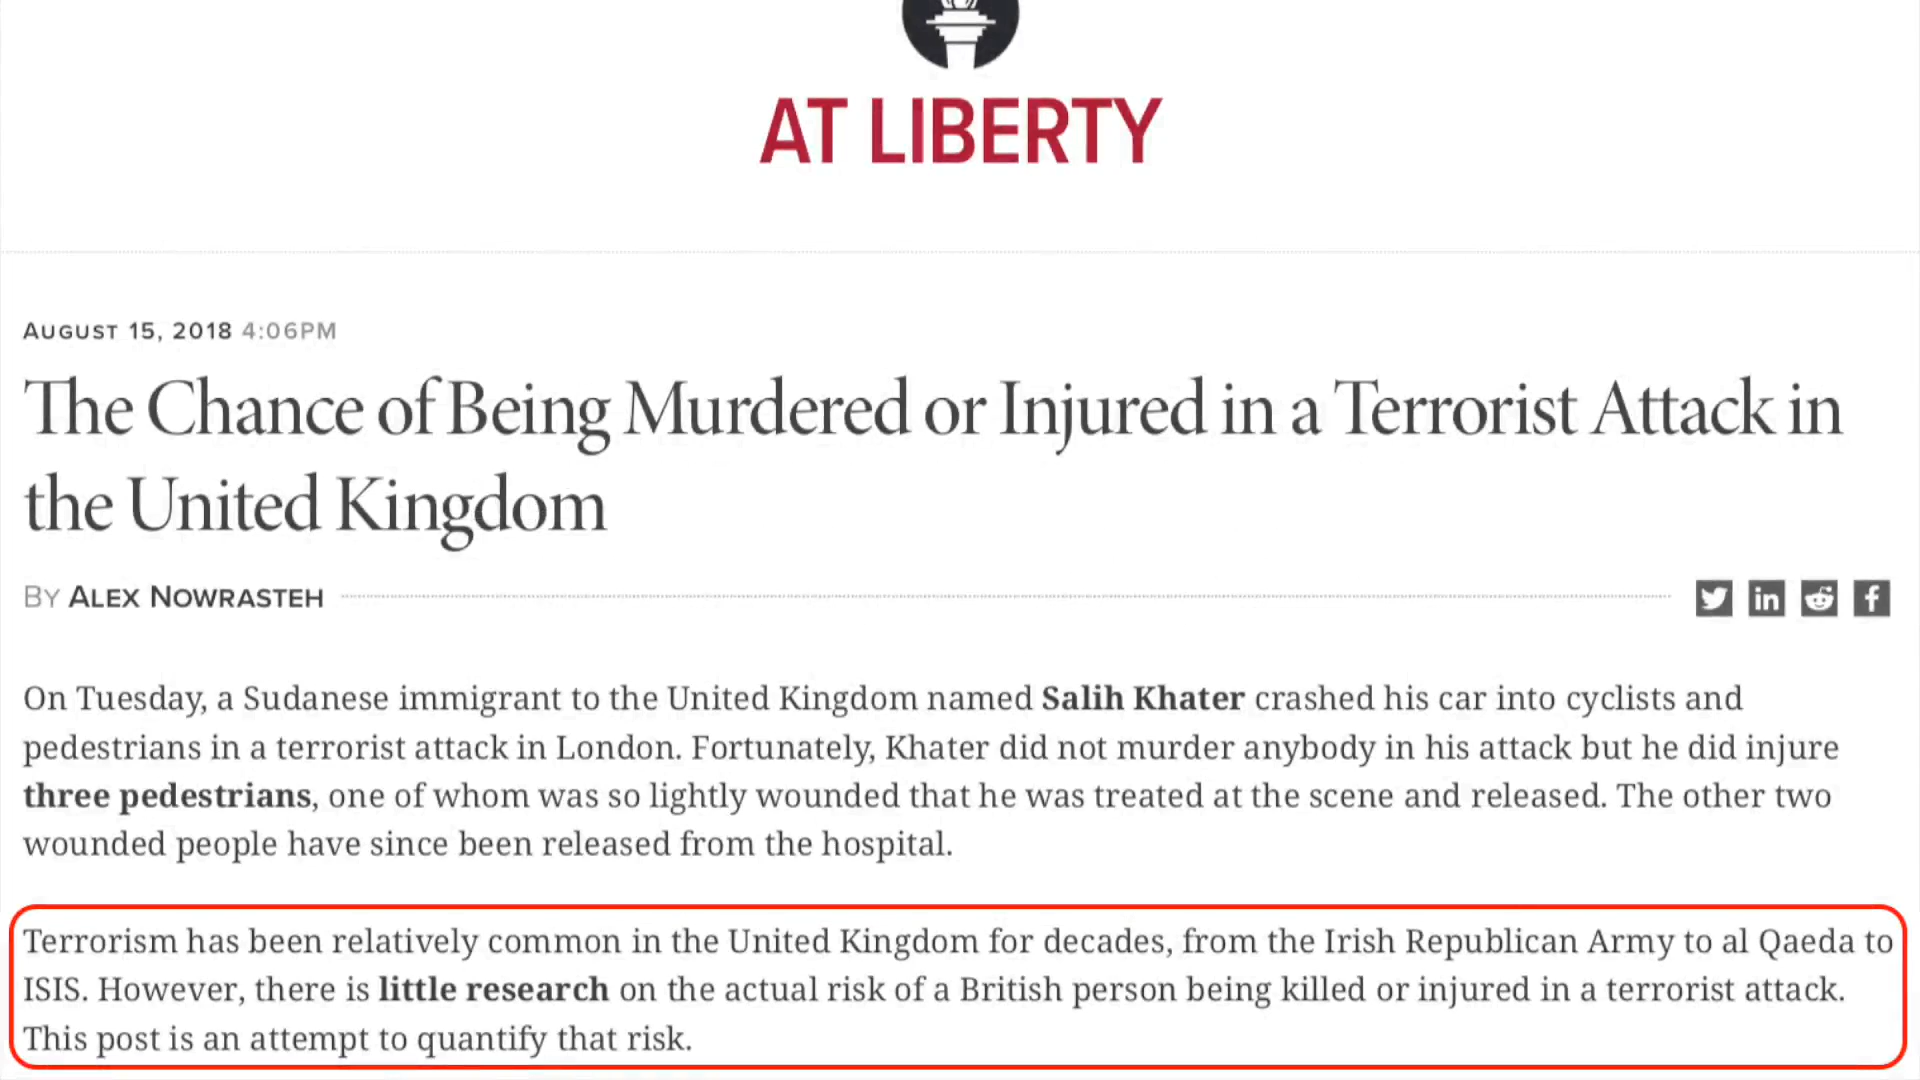 AT LIBERTY
AUGUST 15, 2018 4:06PM
The Chance of Being Murdered or Injured in a Terrorist Attack in
the United Kingdom
BY ALEX NOWRASTEH
On Tuesday, a Sudanese immigrant to the United Kingdom named Salih Khater crashed his car into cyclists and
pedestrians in a terrorist attack in London. Fortunately, Khater did not murder anybody in his attack but he did injure
three pedestrians, one of whom was so lightly wounded that he was treated at the scene and released. The other two
wounded people have since been released from the hospital.
Terrorism has been relatively common in the United Kingdom for decades, from the Irish Republican Army to al Qaeda to
ISIS. However, there is little research on the actual risk of a British person being killed or injured in a terrorist attack.
This post is an attempt to quantify that risk.